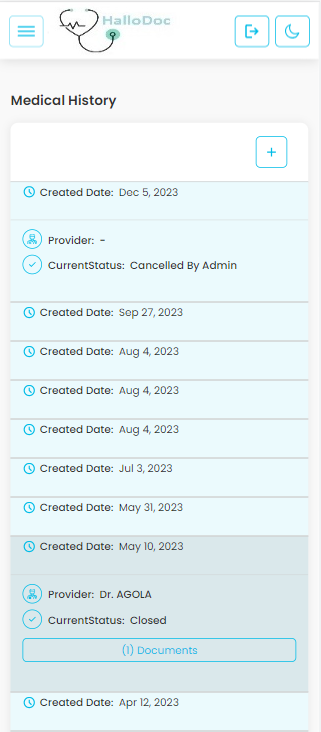 HalloDoc
Medical History
+
Created Date: Dec 5, 2023
Provider: -
CurrentStatus: Cancelled By Admin
Created Date: Sep 27, 2023
Created Date: Aug 4, 2023
Created Date: Aug 4, 2023
Created Date: Aug 4, 2023
Created Date: Jul 3, 2023
Created Date: May 31, 2023
Created Date: May 10, 2023
Provider: Dr. AGOLA
CurrentStatus: Closed
(1) Documents
Created Date: Apr 12, 2023